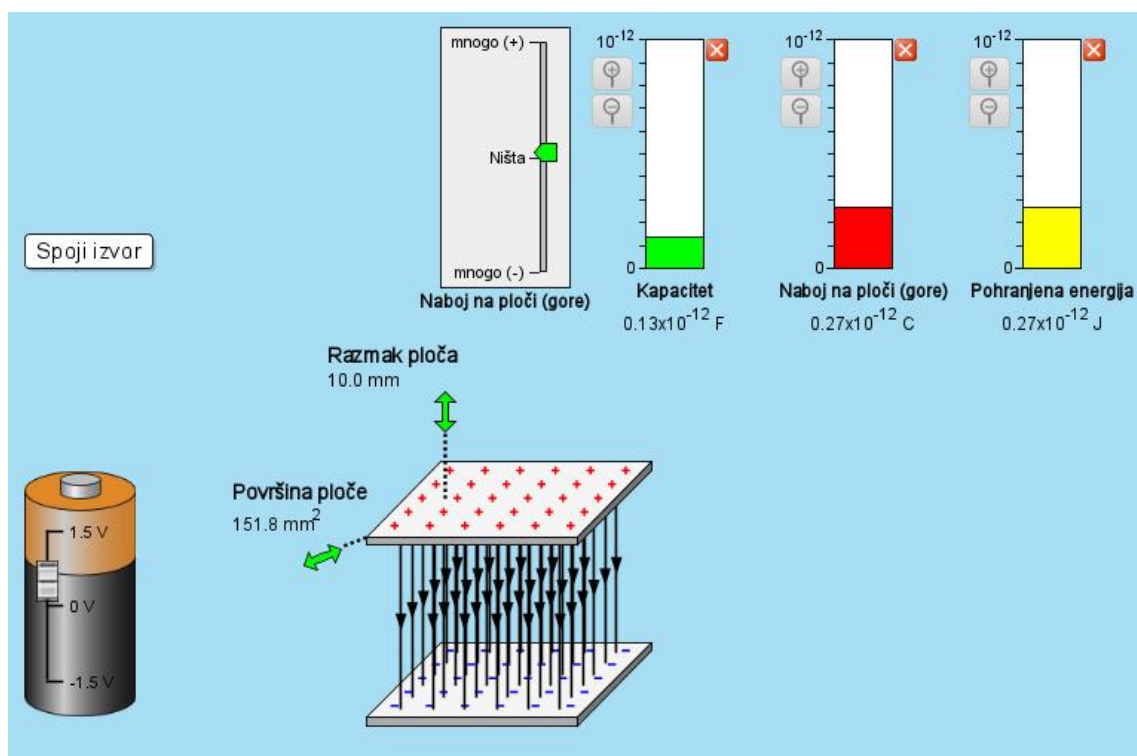 mnogo (+)
Ništa
mnogo (-)
Naboj na ploči (gore)
10-12
0
Kapacitet
0.13x10-12 F
10-12
0
Naboj na ploči (gore)
0.27x10-12 C
10-12
0
Pohranjena energija
0.27x10-12 J
Spoji izvor
Razmak ploča
10.0 mm
Površina ploče
151.8 mm2
1.5 V
0 V
-1.5 V